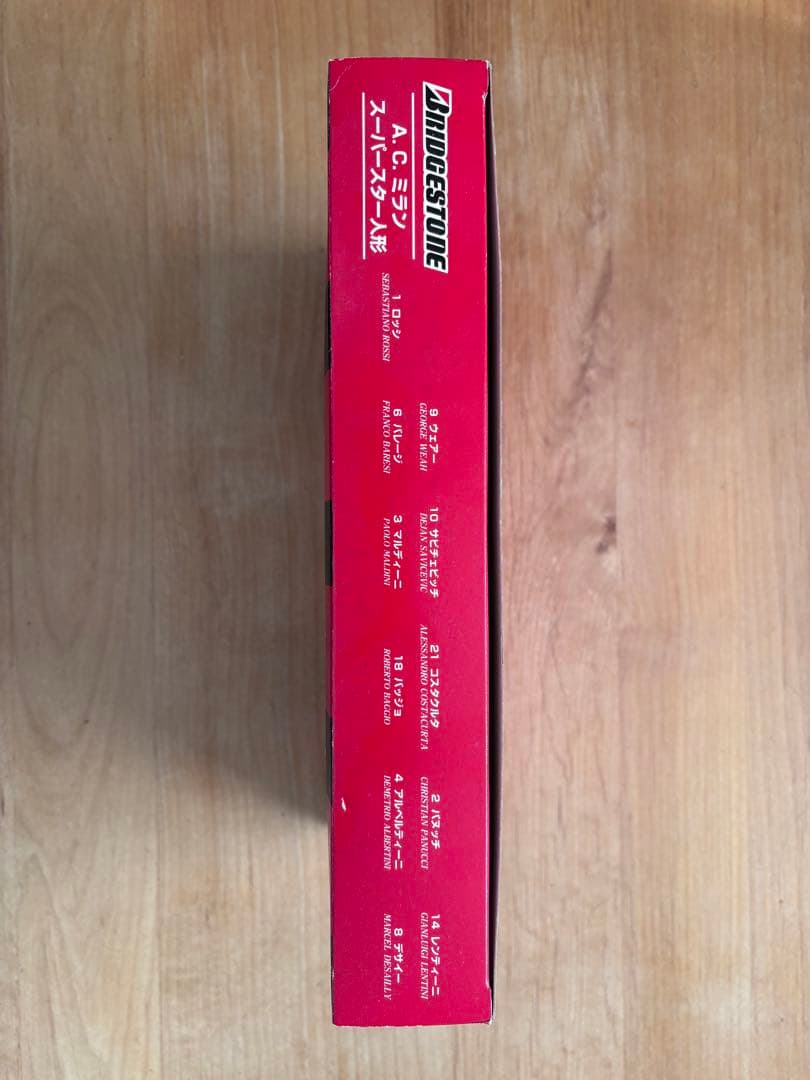 BRIDGESTONE
A.C.ミラン
スーパースター人形
9 ウェアー
GEORGE WEAH
10 サビチェビッチ
DEJAN SAVICEVIC
21 コスタクルタ
ALESSANDRO COSTACURTA
2 パヌッチ
CHRISTIAN PANUCCI
14 レンティーニ
GIANLUIGI LENTINI
1 ロッシ
SEBASTIANO ROSSI
6 バレージ
FRANCO BARESI
3 マルディーニ
PAOLO MALDINI
18 バッジョ
ROBERTO BAGGIO
4 アルベルティーニ
DEMETRIO ALBERTINI
8 デサイー
MARCEL DESAILLY